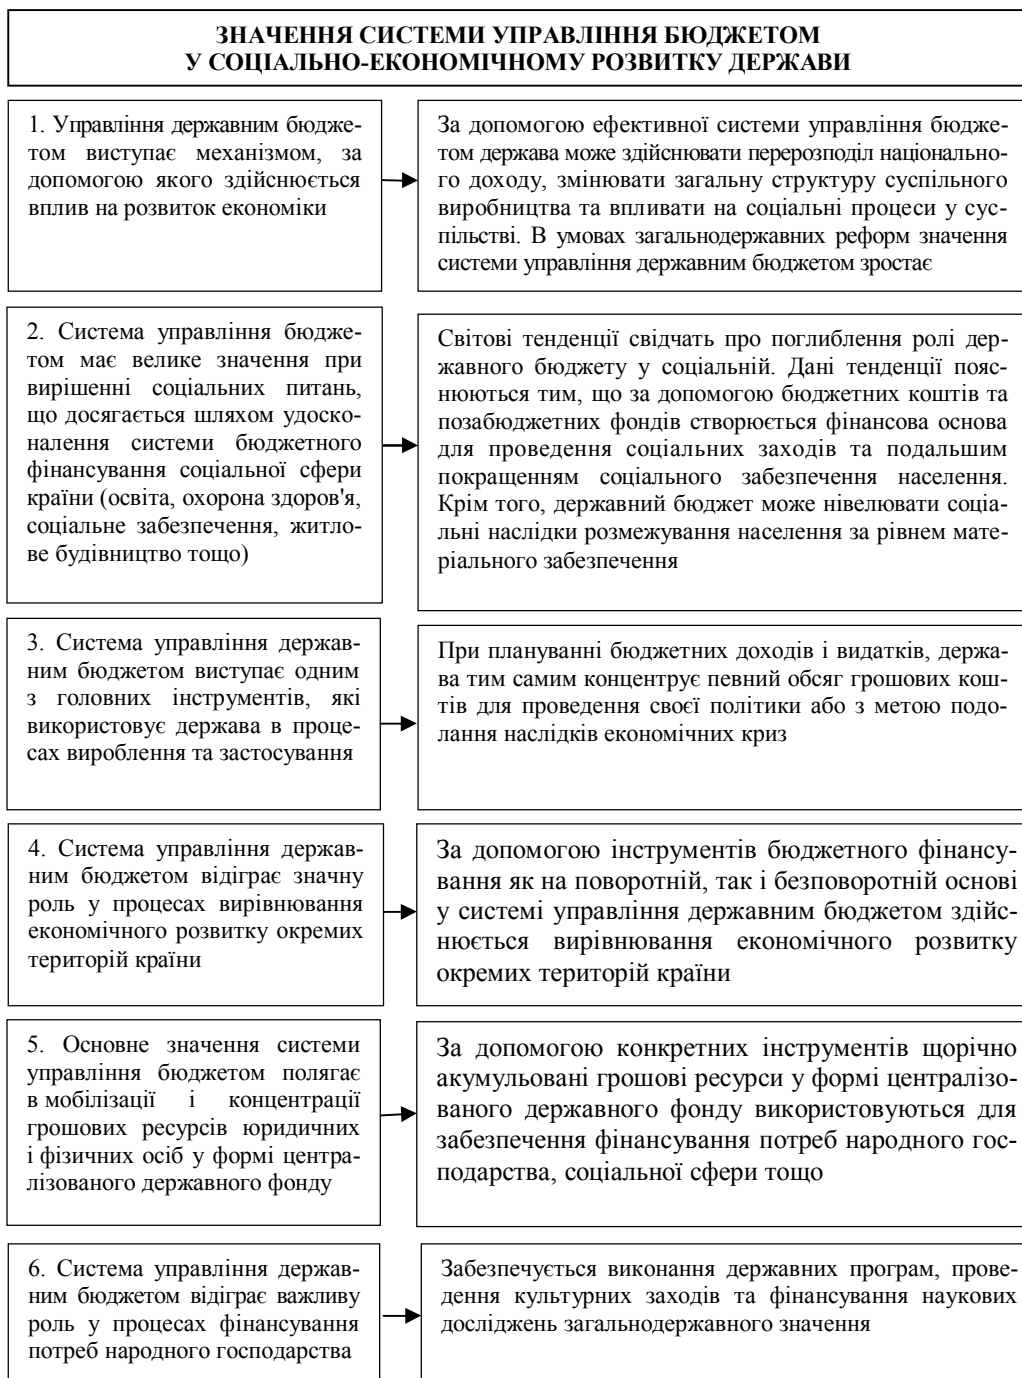 ЗНАЧЕННЯ СИСТЕМИ УПРАВЛІННЯ БЮДЖЕТОМ
У СОЦІАЛЬНО-ЕКОНОМІЧНОМУ РОЗВИТКУ ДЕРЖАВИ
1. Управління державним бюдже-
том виступає механізмом, за
допомогою якого здійснюється
вплив на розвиток економіки
За допомогою ефективної системи управління бюдже-
том держава може здійснювати перерозподіл національно-
го доходу, змінювати загальну структуру суспільного
виробництва та впливати на соціальні процеси у сус-
пільстві. В умовах загальнодержавних реформ значення
системи управління державним бюджетом зростає
2. Система управління бюдже-
том має велике значення при
вирішенні соціальних питань,
що досягається шляхом удоско-
налення системи бюджетного
фінансування соціальної сфери
країни (освіта, охорона здоров'я,
соціальне забезпечення, житло-
ве будівництво тощо)
Світові тенденції свідчать про поглиблення ролі дер-
жавного бюджету у соціальній. Дані тенденції пояс-
нюються тим, що за допомогою бюджетних коштів та
позабюджетних фондів створюється фінансова основа
для проведення соціальних заходів та подальшим
покращенням соціального забезпечення населення.
Крім того, державний бюджет може нівелювати соціа-
льні наслідки розмежування населення за рівнем мате-
ріального забезпечення
3. Система управління держав-
ним бюджетом виступає одним
з головних інструментів, які
використовує держава в проце-
сах вироблення та застосування
При плануванні бюджетних доходів і видатків, держа-
ва тим самим концентрує певний обсяг грошових кош-
тів для проведення своєї політики або з метою подо-
лання наслідків економічних криз
4. Система управління держав-
ним бюджетом відіграє значну
роль у процесах вирівнювання
економічного розвитку окремих
територій країни
За допомогою інструментів бюджетного фінансу-
вання як на поворотній, так і безповоротній основі
у системі управління державним бюджетом здійс-
нюється вирівнювання економічного розвитку
окремих територій країни
5. Основне значення системи
управління бюджетом полягає
в мобілізації і концентрації
грошових ресурсів юридичних
і фізичних осіб у формі центра-
лізованого державного фонду
За допомогою конкретних інструментів щорічно
акумульовані грошові ресурси у формі централізо-
ваного державного фонду використовуються для
забезпечення фінансування потреб народного гос-
подарства, соціальної сфери тощо
6. Система управління держав-
ним бюджетом відіграє важливу
роль у процесах фінансування
потреб народного господарства
Забезпечується виконання державних програм, прове-
дення культурних заходів та фінансування наукових
досліджень загальнодержавного значення